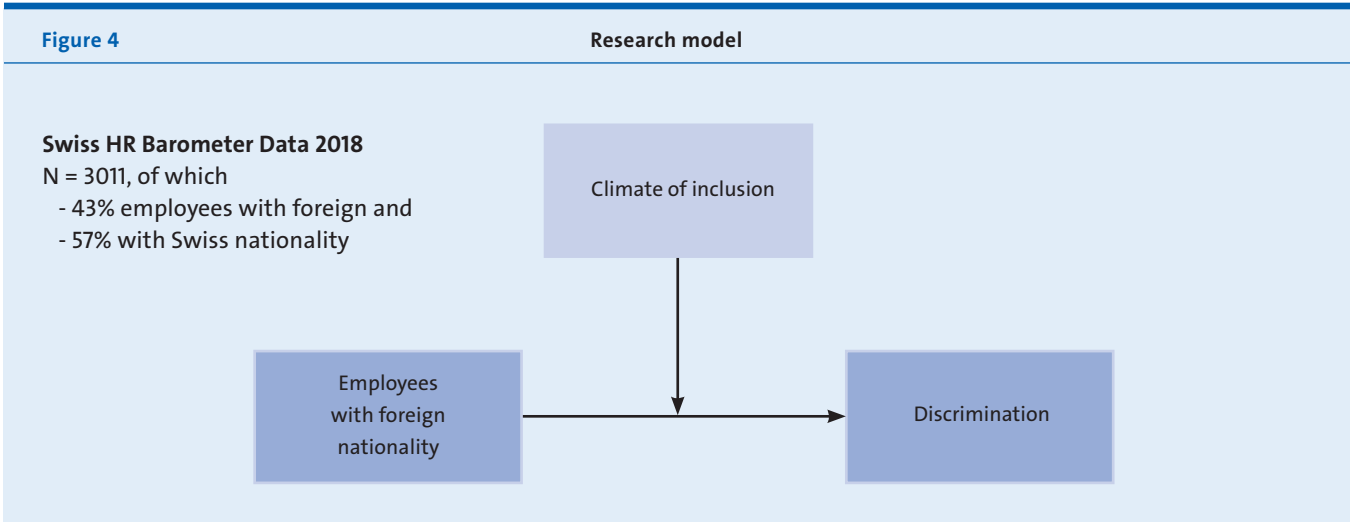 Figure 4
Research model
Swiss HR Barometer Data 2018
N = 3011, of which
- 43% employees with foreign and
- 57% with Swiss nationality
Climate of inclusion
Employees
with foreign
nationality
Discrimination